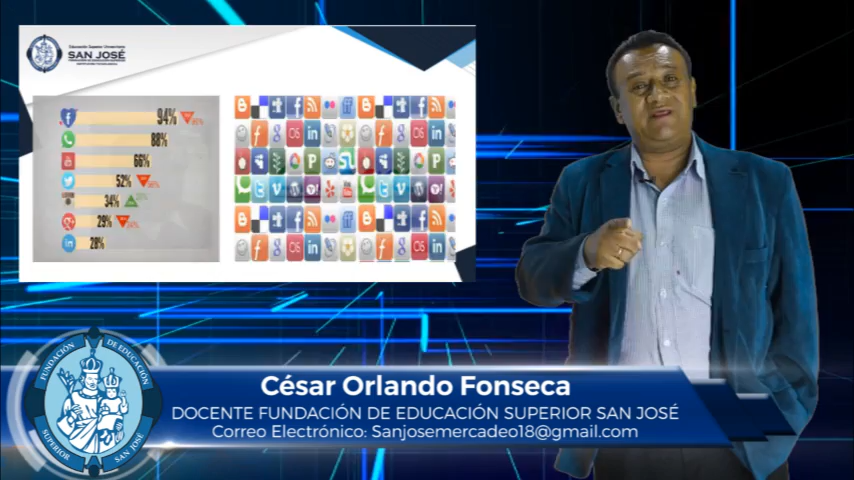 Educación Superior Universitaria
SAN JOSÉ
94%
88%
66%
52%
34%
29%
28%
César Orlando Fonseca
DOCENTE FUNDACIÓN DE EDUCACIÓN SUPERIOR SAN JOSÉ
Correo Electrónico: Sanjosemercadeo18@gmail.com
FUNDACIÓN
DE EDUCACIÓN
SUPERIOR
SAN JOSÉ